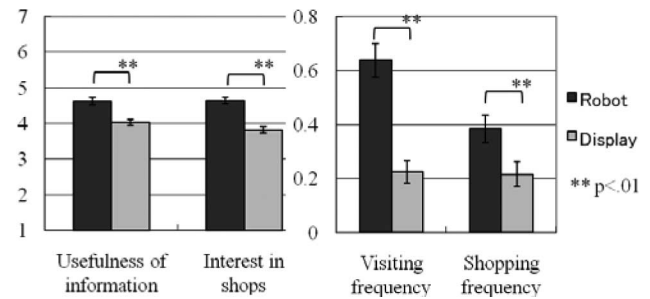 7
6
5
4
3
2
1
**
**
Usefulness of
information
Interest in
shops
0.8
0.6
0.4
0.2
0
**
**
Visiting
frequency
Shopping
frequency
Robot
Display
** p<.01